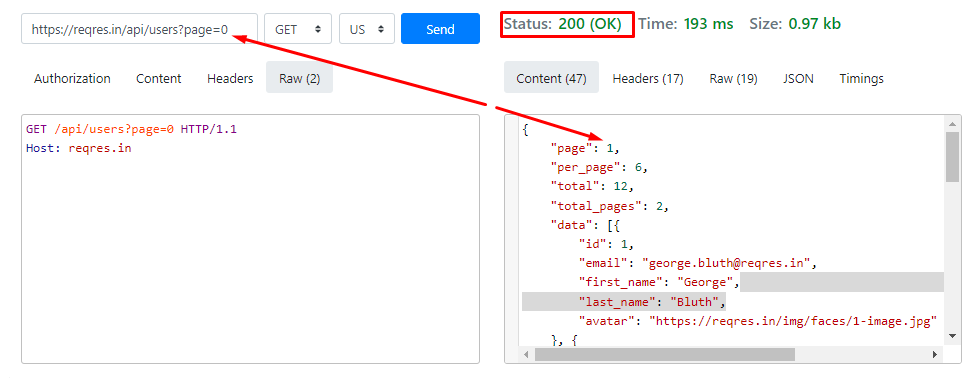 https://reqres.in/api/users?page=0 GET US Send Status: 200 (OK) Time: 193 ms Size: 0.97 kb
Authorization Content Headers Raw (2) Content (47) Headers (17) Raw (19) JSON Timings
GET /api/users?page=0 HTTP/1.1
Host: reqres.in
{
"page": 1,
"per_page": 6,
"total": 12,
"total_pages": 2,
"data": [{
"id": 1,
"email": "george.bluth@reqres.in",
"first_name": "George",
"last_name": "Bluth",
"avatar": "https://reqres.in/img/faces/1-image.jpg"
}, {